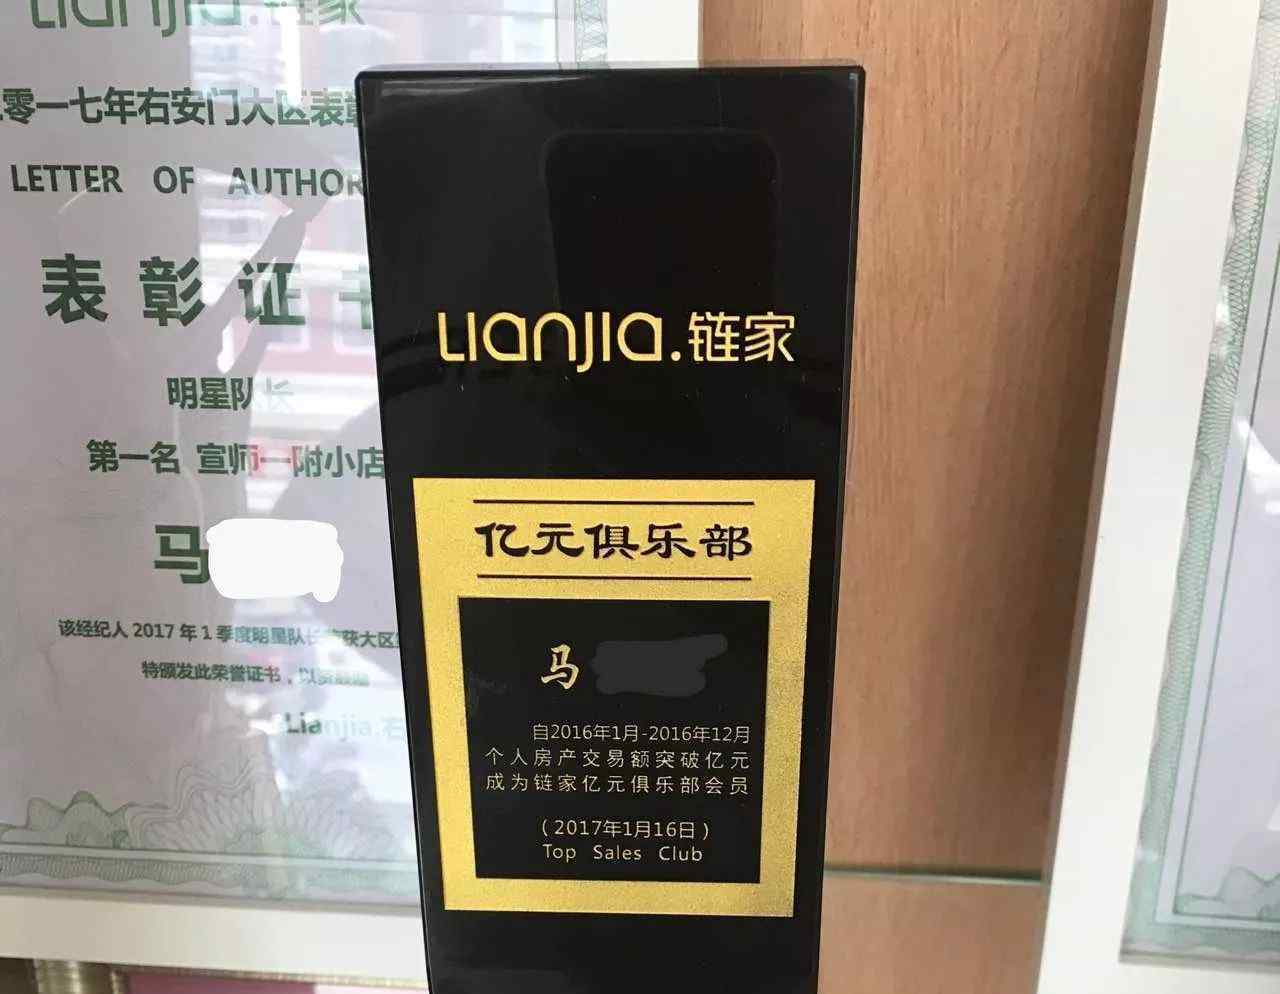 Lianjia.链家
零一七年右安门大区表彰
LETTER OF AUTHOR
表彰证书
明星队长
第一名 宣师一附小店
马
该经纪人2017年1季度明星队长
特颁发此荣誉证书，以资鼓励
Lianjia.右
Lianjia.链家
亿元俱乐部
马
自2016年1月-2016年12月
个人房产交易额突破亿元
成为链家亿元俱乐部会员
（2017年1月16日）
Top Sales Club